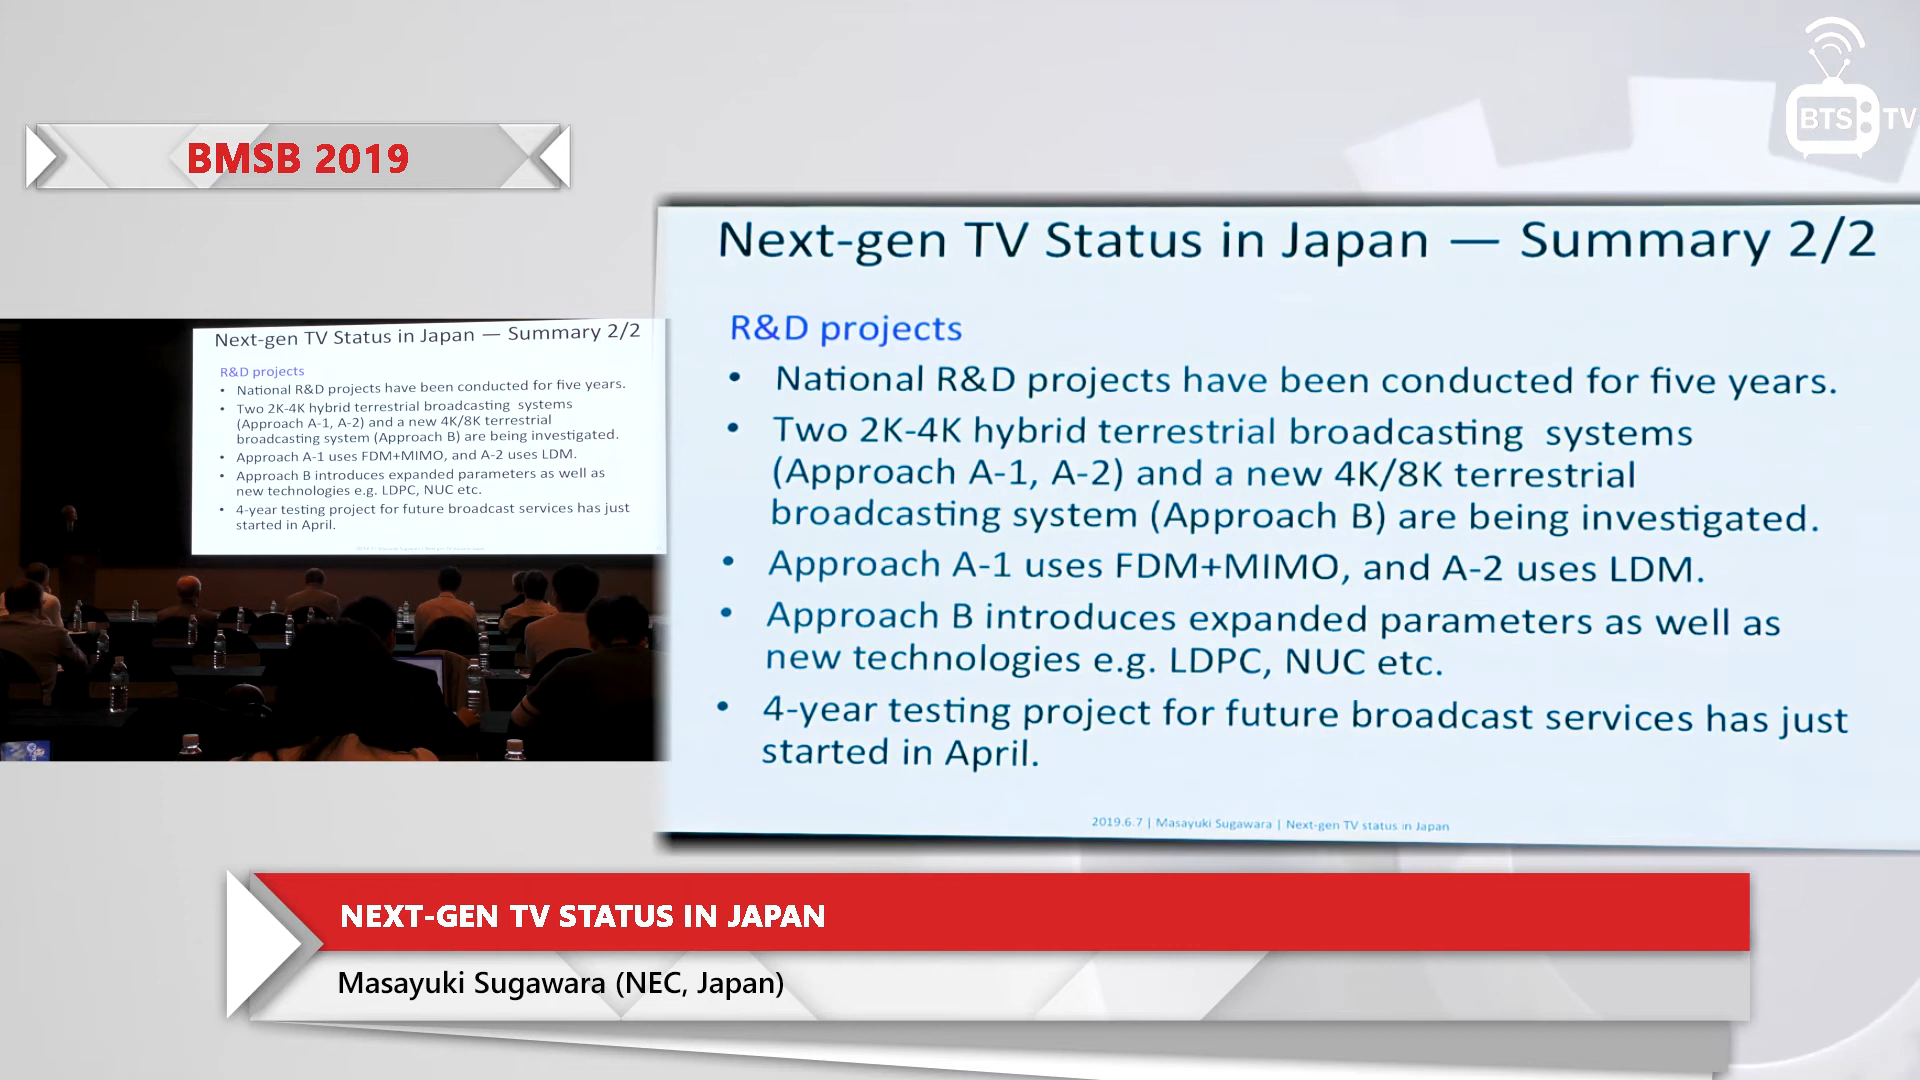 BTS TV
BMSB 2019
Next-gen TV Status in Japan — Summary 2/2
R&D projects
• National R&D projects have been conducted for five years.
• Two 2K-4K hybrid terrestrial broadcasting systems
(Approach A-1, A-2) and a new 4K/8K terrestrial
broadcasting system (Approach B) are being investigated.
• Approach A-1 uses FDM+MIMO, and A-2 uses LDM.
• Approach B introduces expanded parameters as well as
new technologies e.g. LDPC, NUC etc.
• 4-year testing project for future broadcast services has just
started in April.
Next-gen TV Status in Japan — Summary 2/2
R&D projects
• National R&D projects have been conducted for five years.
• Two 2K-4K hybrid terrestrial broadcasting systems
(Approach A-1, A-2) and a new 4K/8K terrestrial
broadcasting system (Approach B) are being investigated.
• Approach A-1 uses FDM+MIMO, and A-2 uses LDM.
• Approach B introduces expanded parameters as well as
new technologies e.g. LDPC, NUC etc.
• 4-year testing project for future broadcast services has just
started in April.
2019.6.7 | Masayuki Sugawara | Next-gen TV status in Japan
NEXT-GEN TV STATUS IN JAPAN
Masayuki Sugawara (NEC, Japan)